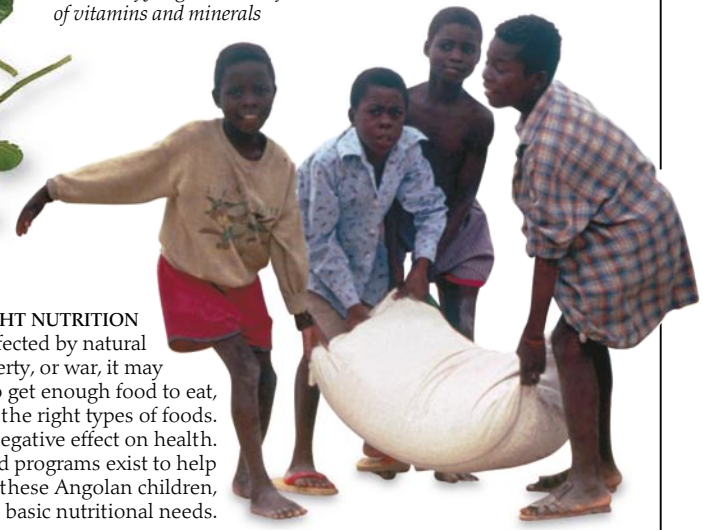 of vitamins and minerals
HT NUTRITION
fected by natural
erty, or war, it may
o get enough food to eat,
the right types of foods.
egative effect on health.
d programs exist to help
these Angolan children,
basic nutritional needs.